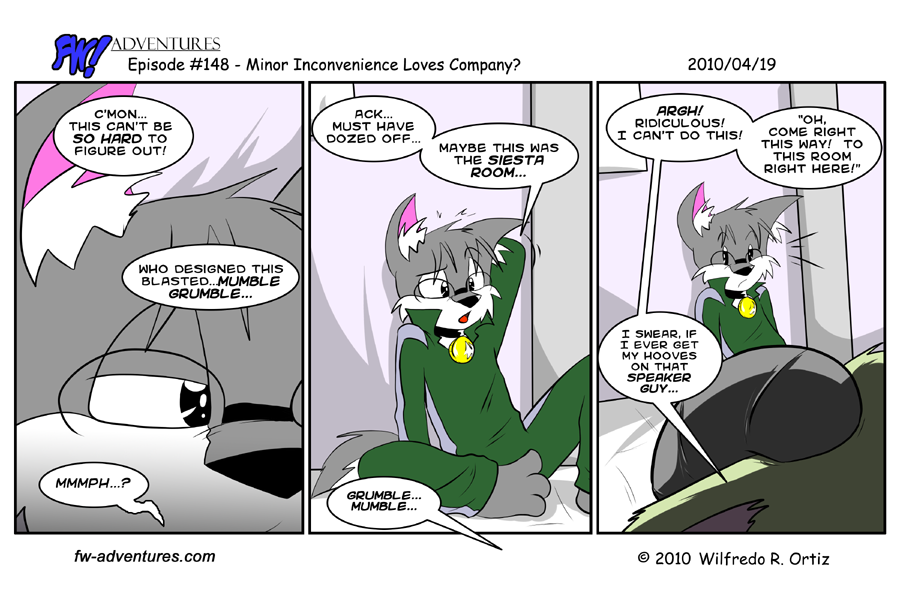 FW! ADVENTURES
Episode #148 - Minor Inconvenience Loves Company?
2010/04/19
C'MON...
THIS CAN'T BE
SO HARD TO
FIGURE OUT!
WHO DESIGNED THIS
BLASTED...MUMBLE
GRUMBLE...
MMMPH...?
ACK...
MUST HAVE
DOZED OFF...
MAYBE THIS WAS
THE SIESTA
ROOM...
GRUMBLE...
MUMBLE...
ARGH!
RIDICULOUS!
I CAN'T DO THIS!
"OH,
COME RIGHT
THIS WAY! TO
THIS ROOM
RIGHT HERE!"
I SWEAR, IF
I EVER GET
MY HOOVES
ON THAT
SPEAKER
GUY...
fw-adventures.com
© 2010 Wilfredo R. Ortiz